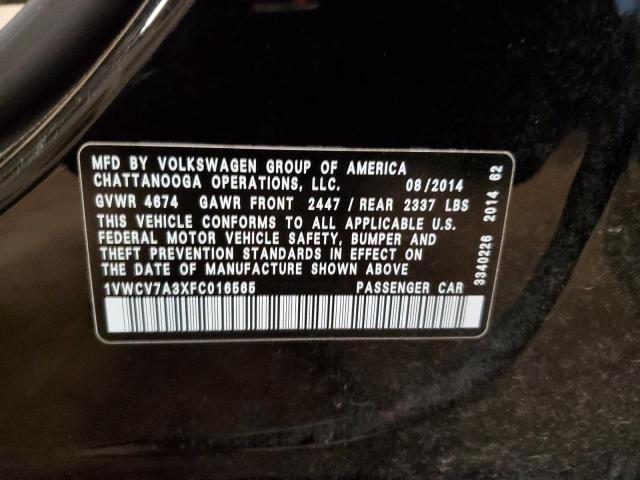 MFD BY VOLKSWAGEN GROUP OF AMERICA
CHATTANOOGA OPERATIONS, LLC. 08/2014
GVWR 4674 GAWR FRONT 2447 / REAR 2337 LBS
THIS VEHICLE CONFORMS TO ALL APPLICABLE U.S.
FEDERAL MOTOR VEHICLE SAFETY, BUMPER AND
THEFT PREVENTION STANDARDS IN EFFECT ON
THE DATE OF MANUFACTURE SHOWN ABOVE
1VWCV7A3XFC016565 PASSENGER CAR
3340226 2014 62